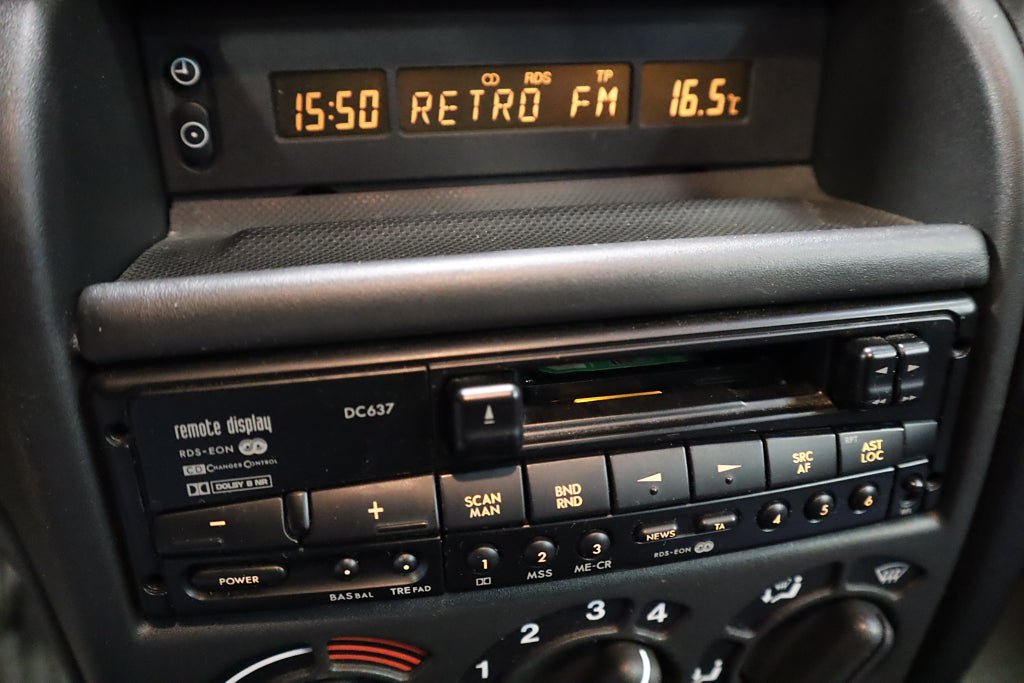 RDS TP
15:50 RETRO FM 16.5℃
remote display DC637
RDS-EON
CD CHANGER CONTROL
DOLBY B NR
− +
SCAN
MAN
BND
RND
SRC
AF
RPT
AST
LOC
POWER
BAS BAL
TRE FAD
1 2 3
MSS ME-CR
NEWS TA
RDS-EON
4 5 6
1 2 3 4